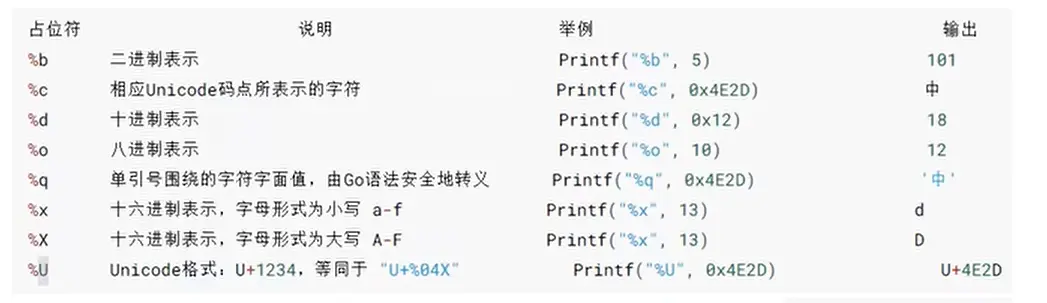 占位符 说明 举例 输出
%b 二进制表示 Printf("%b", 5) 101
%c 相应Unicode码点所表示的字符 Printf("%c", 0x4E2D) 中
%d 十进制表示 Printf("%d", 0x12) 18
%o 八进制表示 Printf("%o", 10) 12
%q 单引号围绕的字符字面值，由Go语法安全地转义 Printf("%q", 0x4E2D) '中'
%x 十六进制表示，字母形式为小写 a-f Printf("%x", 13) d
%X 十六进制表示，字母形式为大写 A-F Printf("%x", 13) D
%U Unicode格式：U+1234，等同于 "U+%04X" Printf("%U", 0x4E2D) U+4E2D